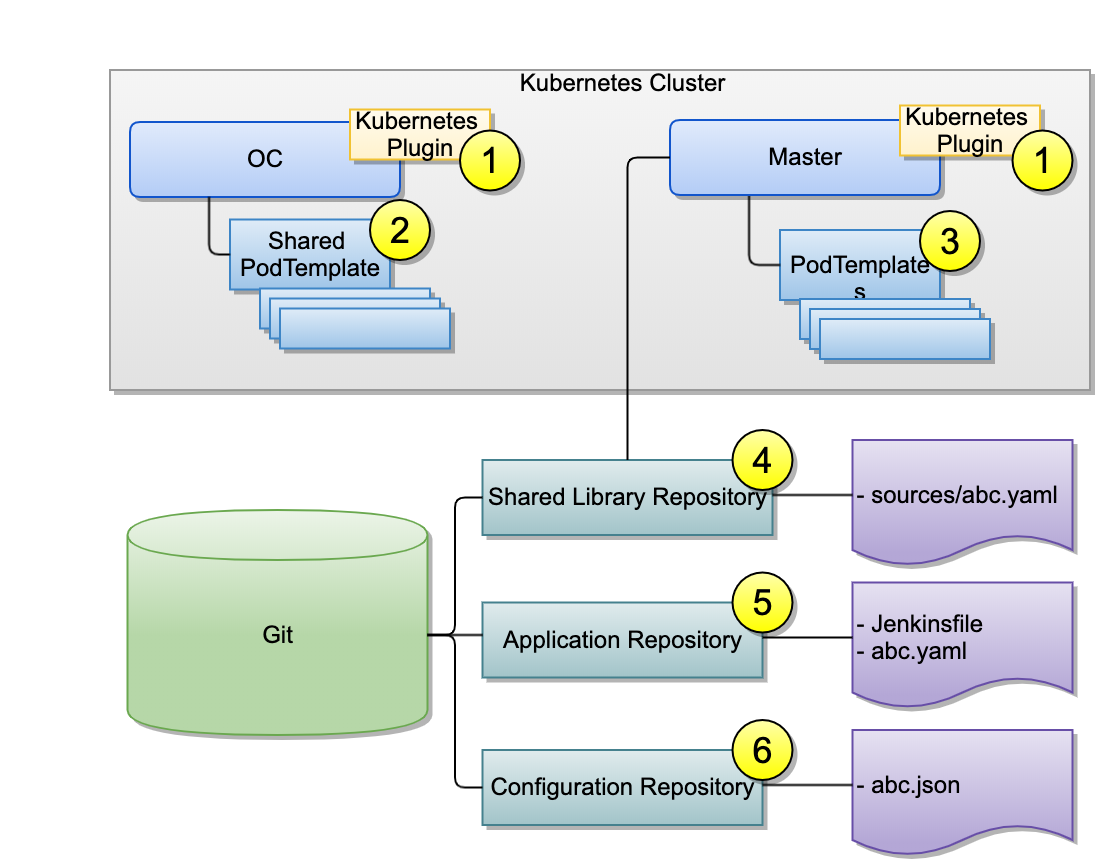 Kubernetes Cluster
OC
Kubernetes
Plugin
1
Shared
PodTemplate
2
Master
Kubernetes
Plugin
1
PodTemplate
s
3
Shared Library Repository
4
- sources/abc.yaml
Git
Application Repository
5
- Jenkinsfile
- abc.yaml
Configuration Repository
6
- abc.json